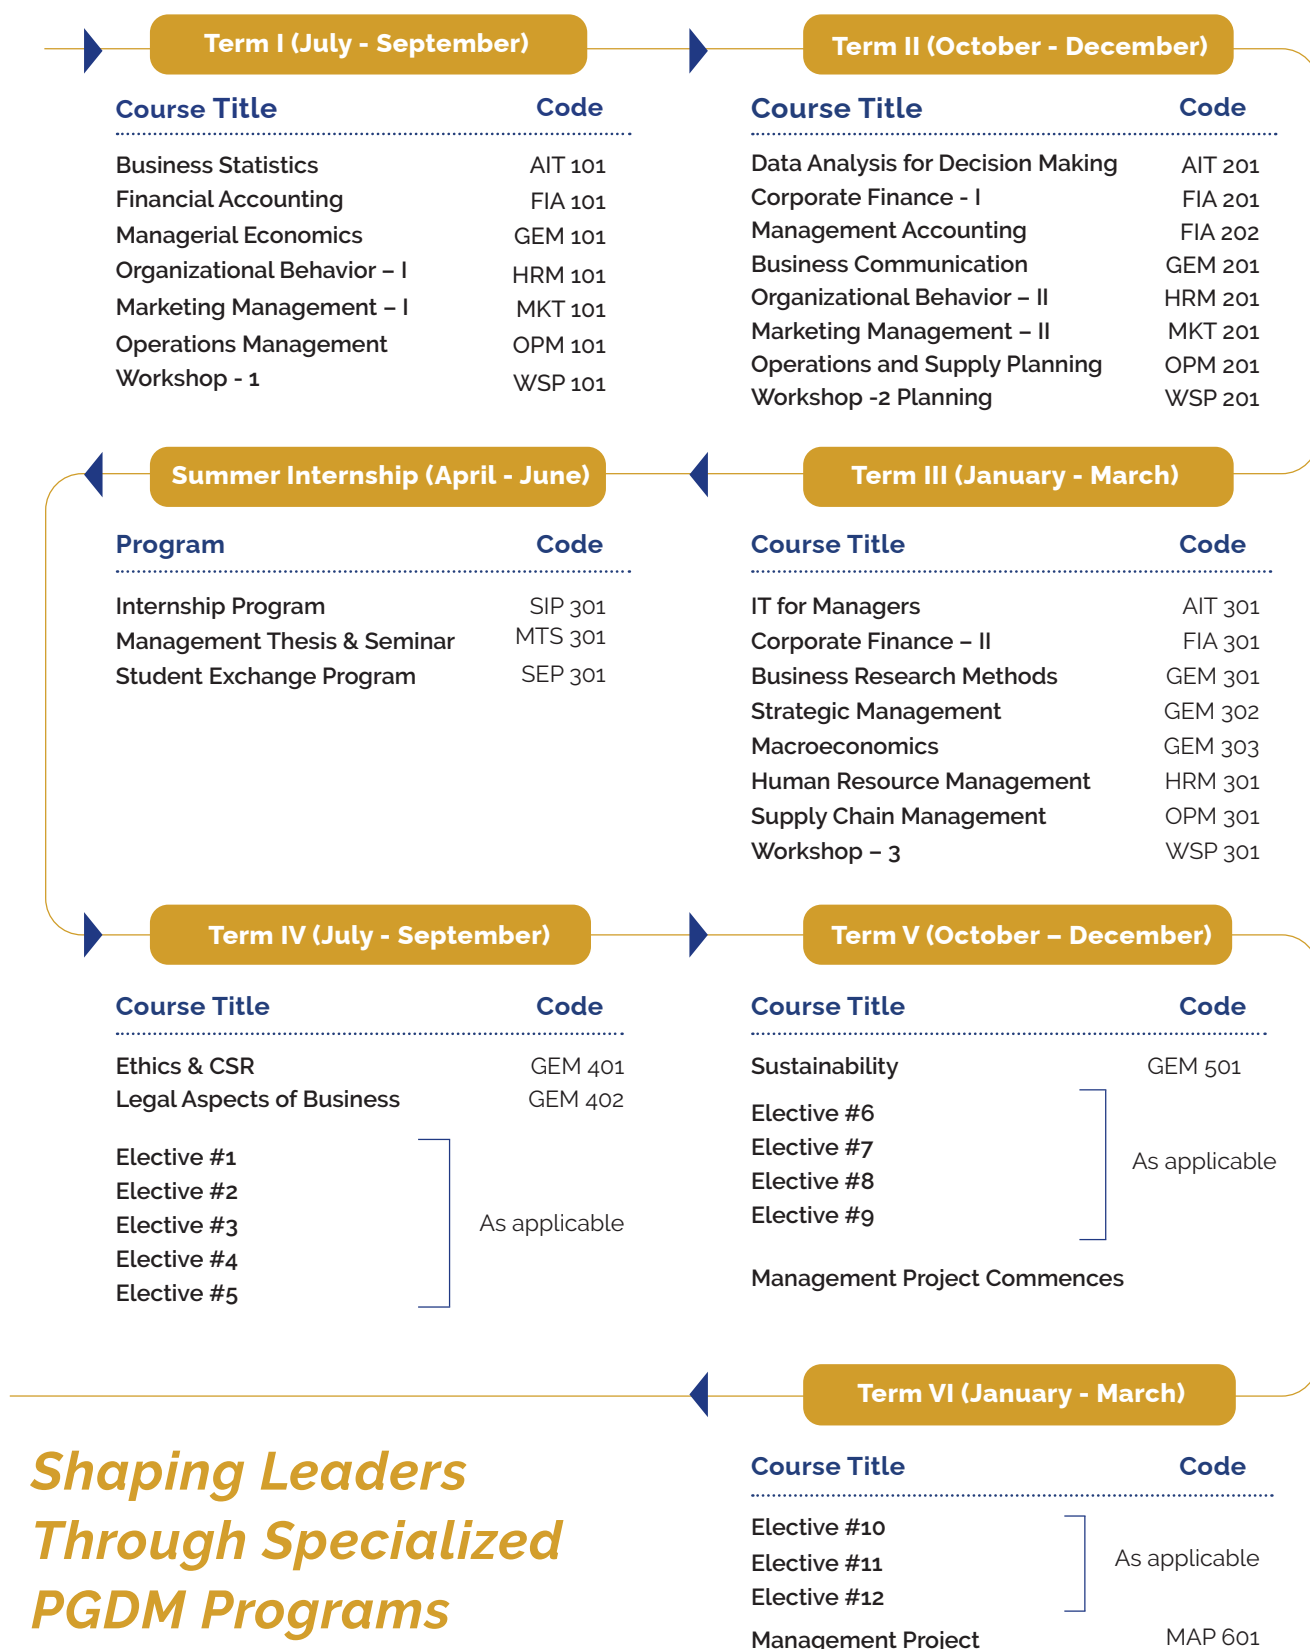 Term I (July - September)
Course Title Code
Business Statistics AIT 101
Financial Accounting FIA 101
Managerial Economics GEM 101
Organizational Behavior – I HRM 101
Marketing Management – I MKT 101
Operations Management OPM 101
Workshop - 1 WSP 101
Term II (October - December)
Course Title Code
Data Analysis for Decision Making AIT 201
Corporate Finance - I FIA 201
Management Accounting FIA 202
Business Communication GEM 201
Organizational Behavior – II HRM 201
Marketing Management – II MKT 201
Operations and Supply Planning OPM 201
Workshop -2 Planning WSP 201
Term III (January - March)
Course Title Code
IT for Managers AIT 301
Corporate Finance – II FIA 301
Business Research Methods GEM 301
Strategic Management GEM 302
Macroeconomics GEM 303
Human Resource Management HRM 301
Supply Chain Management OPM 301
Workshop – 3 WSP 301
Summer Internship (April - June)
Program Code
Internship Program SIP 301
Management Thesis & Seminar MTS 301
Student Exchange Program SEP 301
Term IV (July - September)
Course Title Code
Ethics & CSR GEM 401
Legal Aspects of Business GEM 402
Elective #1
Elective #2
Elective #3
As applicable
Elective #4
Elective #5
Term V (October – December)
Course Title Code
Sustainability GEM 501
Elective #6
Elective #7
As applicable
Elective #8
Elective #9
Management Project Commences
Term VI (January - March)
Course Title Code
Elective #10
Elective #11
As applicable
Elective #12
Management Project MAP 601
Shaping Leaders
Through Specialized
PGDM Programs